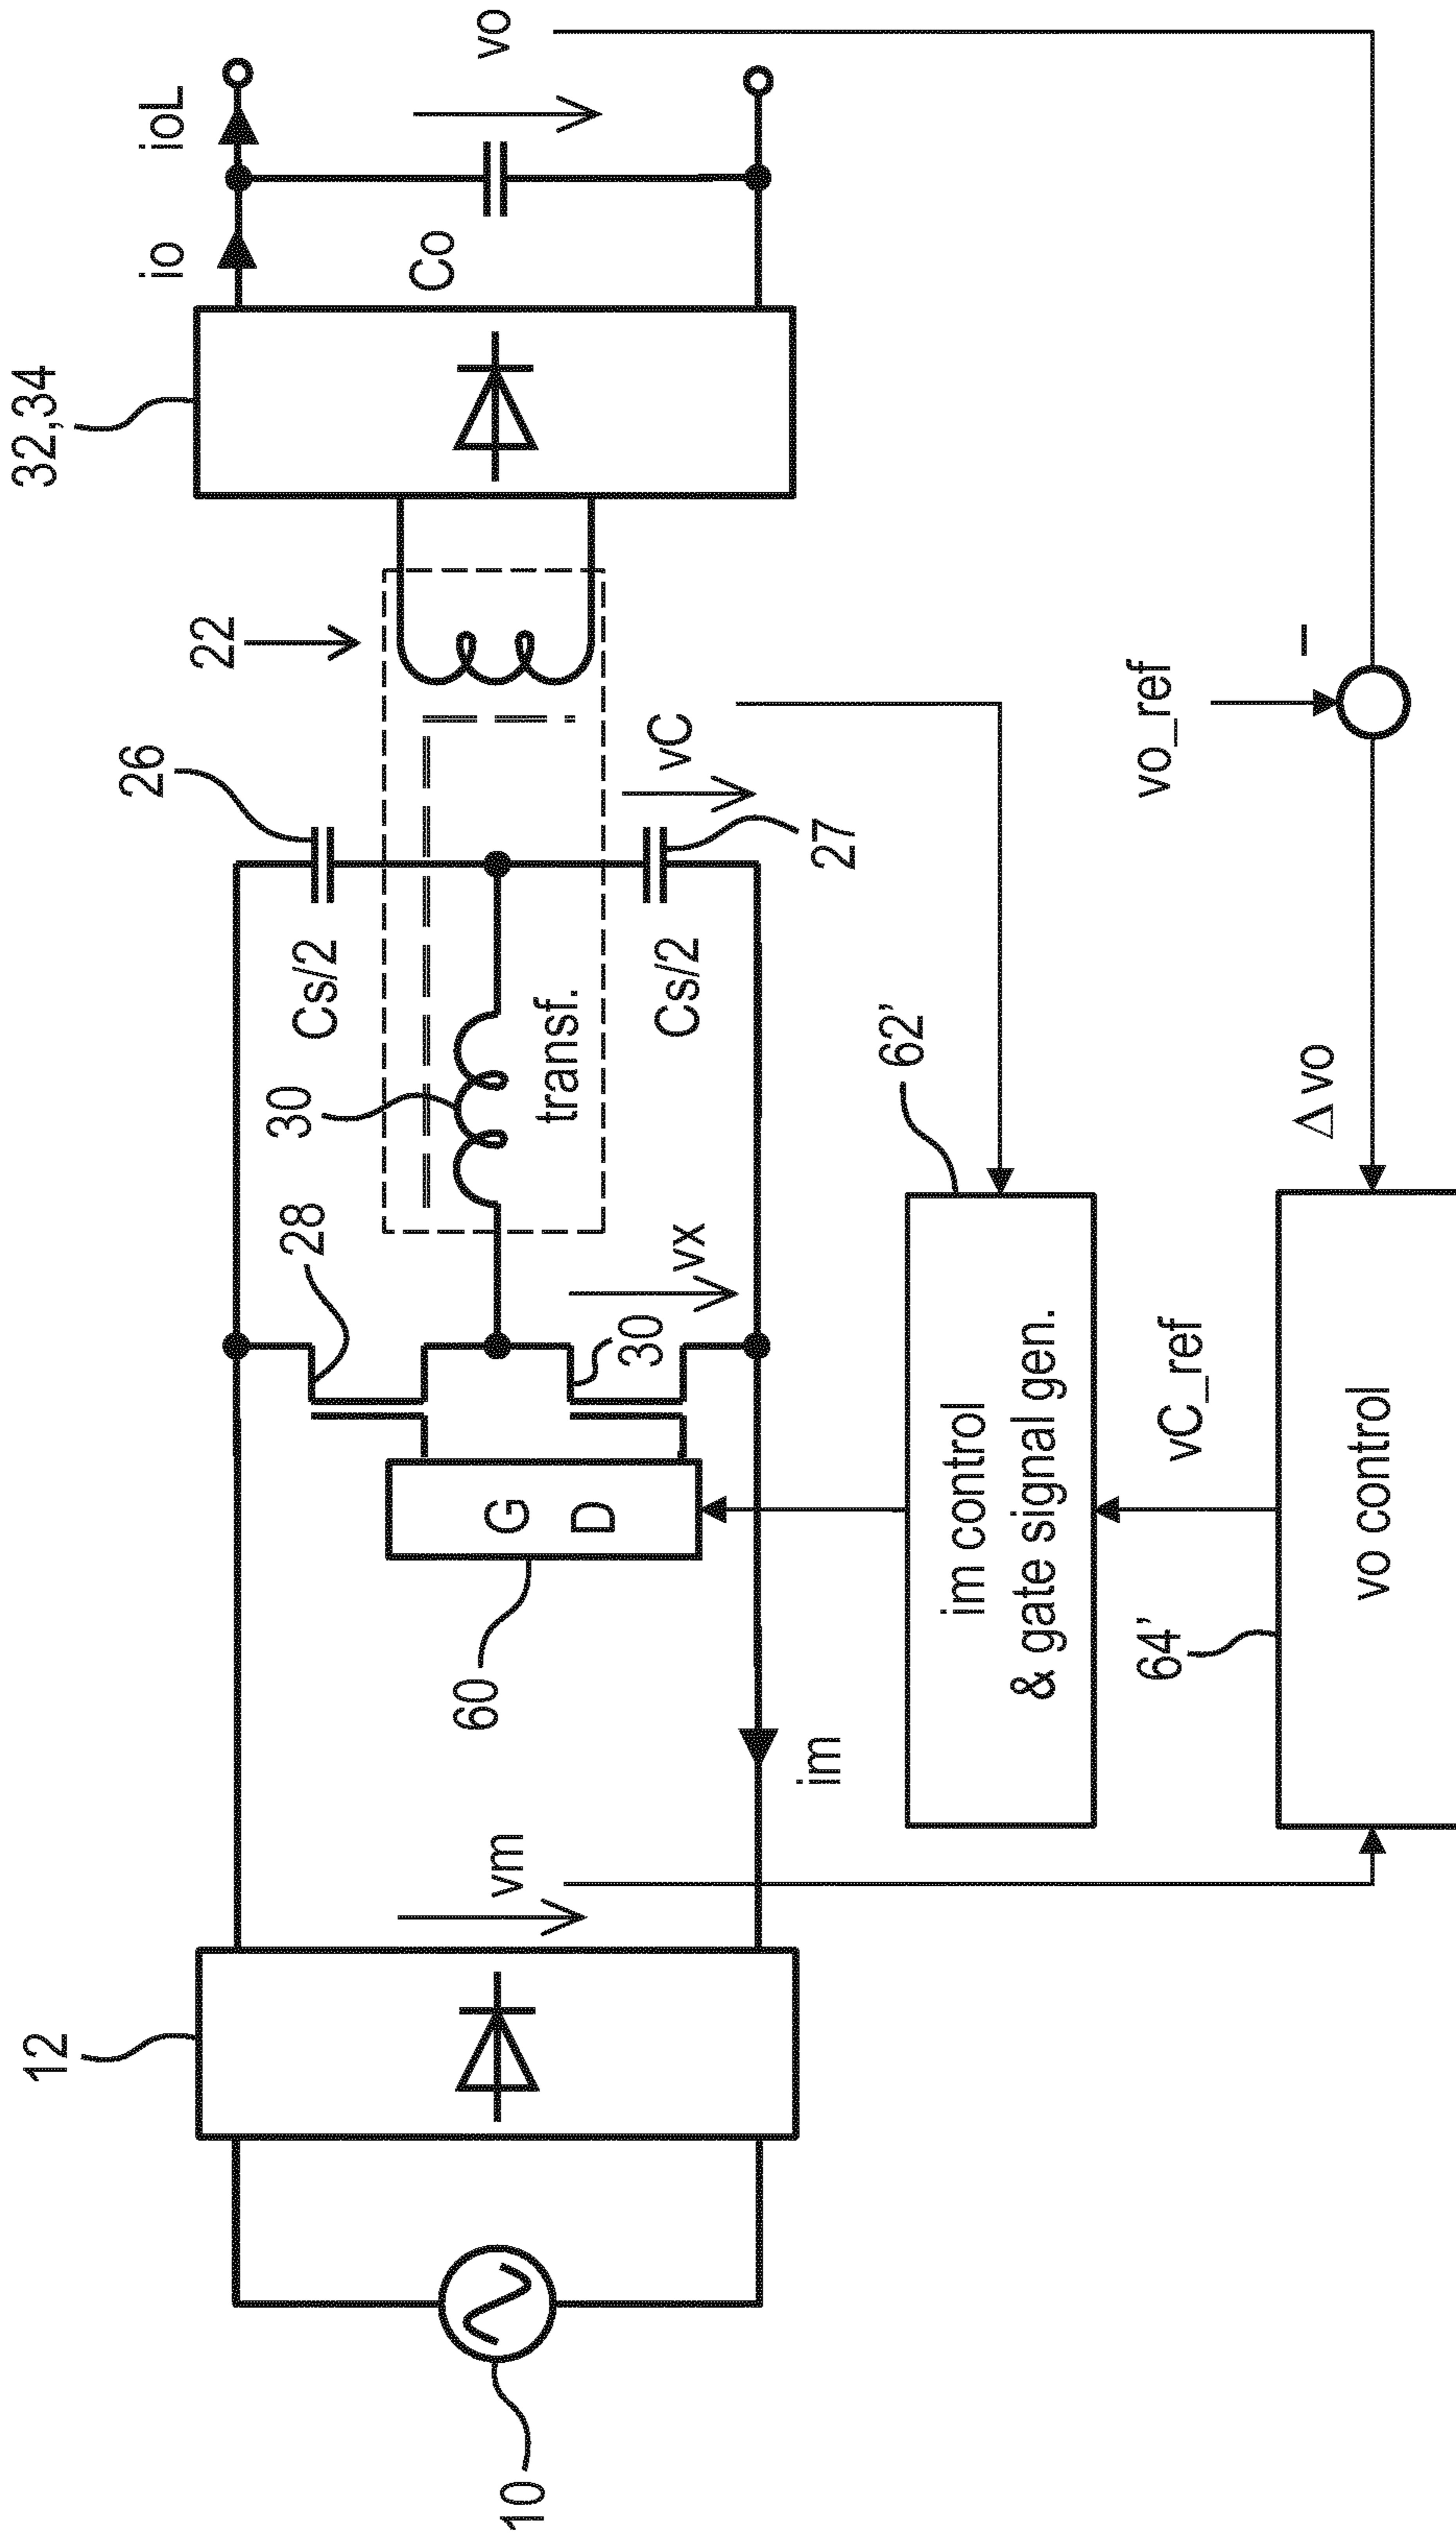 10
12
vm
im
60
G
D
28
30
vx
30
transf.
Cs/2
Cs/2
26
27
vC
22
32,34
io
ioL
Co
vo
62'
im control
& gate signal gen.
vC_ref
64'
vo control
Δvo
vo_ref
–